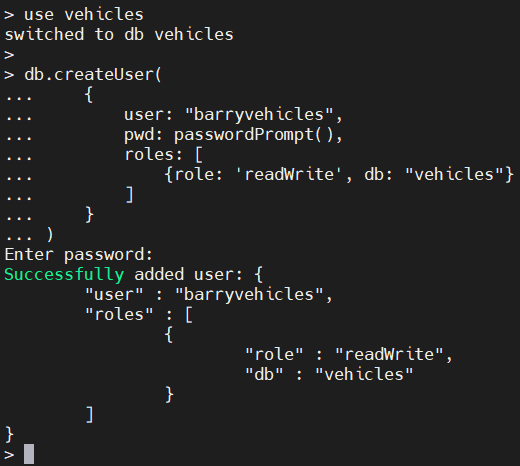 > use vehicles
switched to db vehicles
>
> db.createUser(
...     {
...         user: "barryvehicles",
...         pwd: passwordPrompt(),
...         roles: [
...             {role: 'readWrite', db: "vehicles"}
...         ]
...     }
... )
Enter password:
Successfully added user: {
        "user" : "barryvehicles",
        "roles" : [
                {
                        "role" : "readWrite",
                        "db" : "vehicles"
                }
        ]
}
>